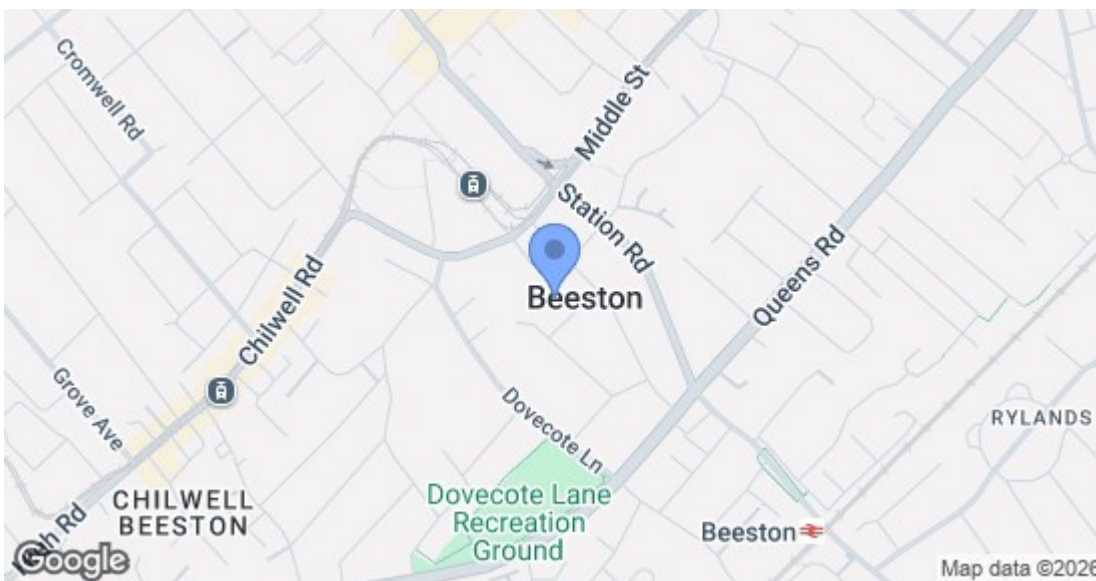 Cromwell Rd
Middle St
Station Rd
Queens Rd
Chilwell Rd
Beeston
Grove Ave
Dovecote Ln
RYLANDS
CHILWELL
BEESTON
Dovecote Lane
Recreation
Ground
Beeston
Rd
Google
Map data ©2026